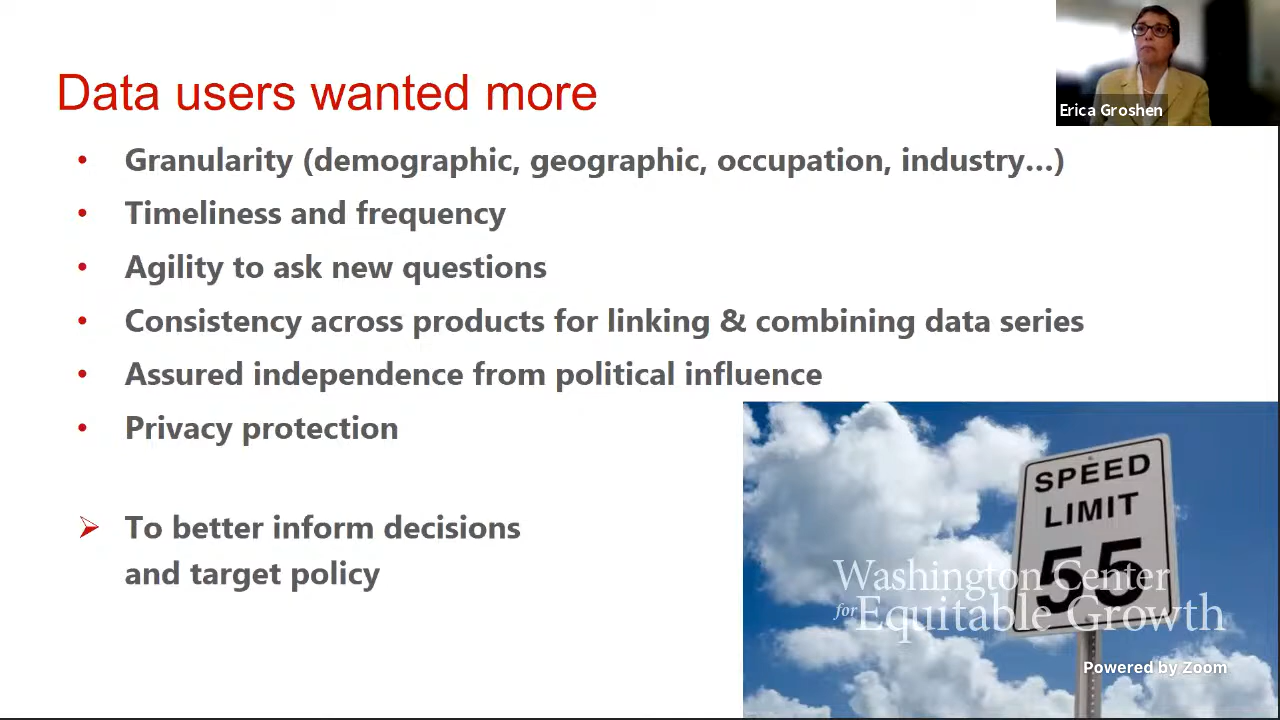 Data users wanted more
Erica Groshen
• Granularity (demographic, geographic, occupation, industry...)
• Timeliness and frequency
• Agility to ask new questions
• Consistency across products for linking & combining data series
• Assured independence from political influence
• Privacy protection
➢ To better inform decisions
and target policy
SPEED
LIMIT
55
Washington Center
for Equitable Growth
Powered by Zoom